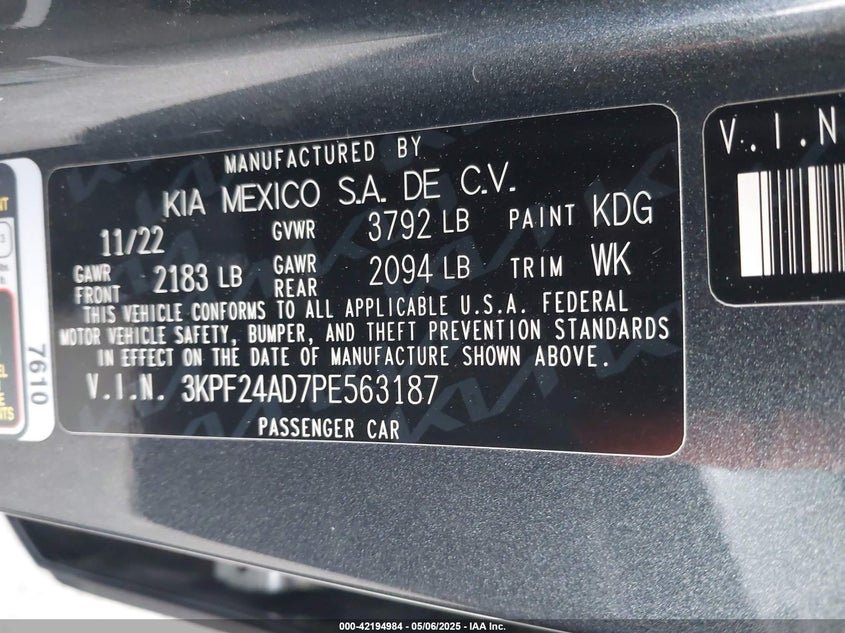 MANUFACTURED BY
KIA MEXICO S.A. DE C.V.
11/22 GVWR 3792 LB PAINT KDG
GAWR FRONT 2183 LB GAWR REAR 2094 LB TRIM WK
THIS VEHICLE CONFORMS TO ALL APPLICABLE U.S.A. FEDERAL
MOTOR VEHICLE SAFETY, BUMPER, AND THEFT PREVENTION STANDARDS
IN EFFECT ON THE DATE OF MANUFACTURE SHOWN ABOVE.
V.I.N. 3KPF24AD7PE563187
PASSENGER CAR
V.I.N
7610
000-42194984 - 05/06/2025 - IAA Inc.